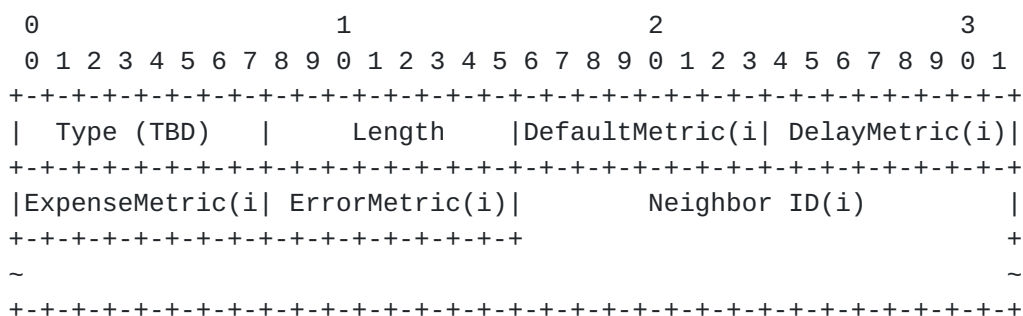 0                   1                   2                   3
 0 1 2 3 4 5 6 7 8 9 0 1 2 3 4 5 6 7 8 9 0 1 2 3 4 5 6 7 8 9 0 1
+-+-+-+-+-+-+-+-+-+-+-+-+-+-+-+-+-+-+-+-+-+-+-+-+-+-+-+-+-+-+-+-+
|  Type (TBD)   |     Length    |DefaultMetric(i| DelayMetric(i)|
+-+-+-+-+-+-+-+-+-+-+-+-+-+-+-+-+-+-+-+-+-+-+-+-+-+-+-+-+-+-+-+-+
|ExpenseMetric(i| ErrorMetric(i)|        Neighbor ID(i)         |
+-+-+-+-+-+-+-+-+-+-+-+-+-+-+-+-+                               +
~                                                               ~
+-+-+-+-+-+-+-+-+-+-+-+-+-+-+-+-+-+-+-+-+-+-+-+-+-+-+-+-+-+-+-+-+